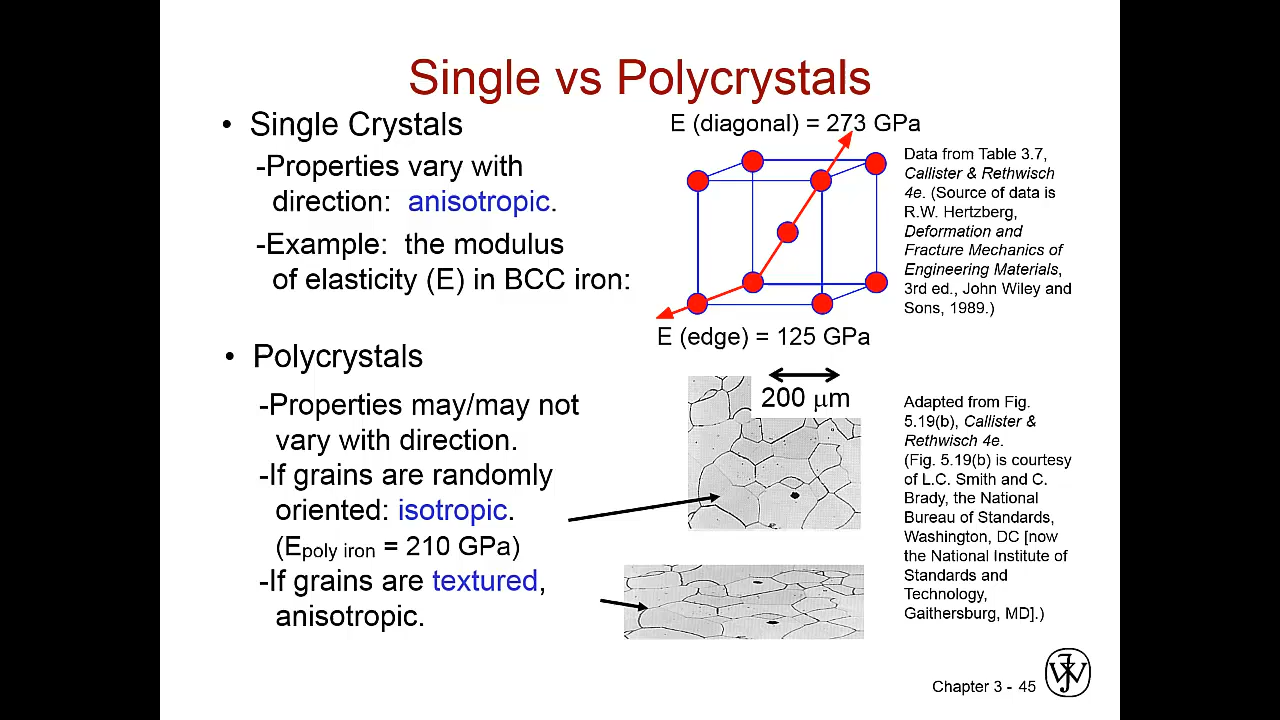 Single vs Polycrystals
• Single Crystals
-Properties vary with
direction: anisotropic.
-Example: the modulus
of elasticity (E) in BCC iron:
E (diagonal) = 273 GPa
E (edge) = 125 GPa
Data from Table 3.7,
Callister & Rethwisch
4e. (Source of data is
R.W. Hertzberg,
Deformation and
Fracture Mechanics of
Engineering Materials,
3rd ed., John Wiley and
Sons, 1989.)
• Polycrystals
-Properties may/may not
vary with direction.
-If grains are randomly
oriented: isotropic.
(Epoly iron = 210 GPa)
-If grains are textured,
anisotropic.
200 μm
Adapted from Fig.
5.19(b), Callister &
Rethwisch 4e.
(Fig. 5.19(b) is courtesy
of L.C. Smith and C.
Brady, the National
Bureau of Standards,
Washington, DC [now
the National Institute of
Standards and
Technology,
Gaithersburg, MD].)
Chapter 3 - 45